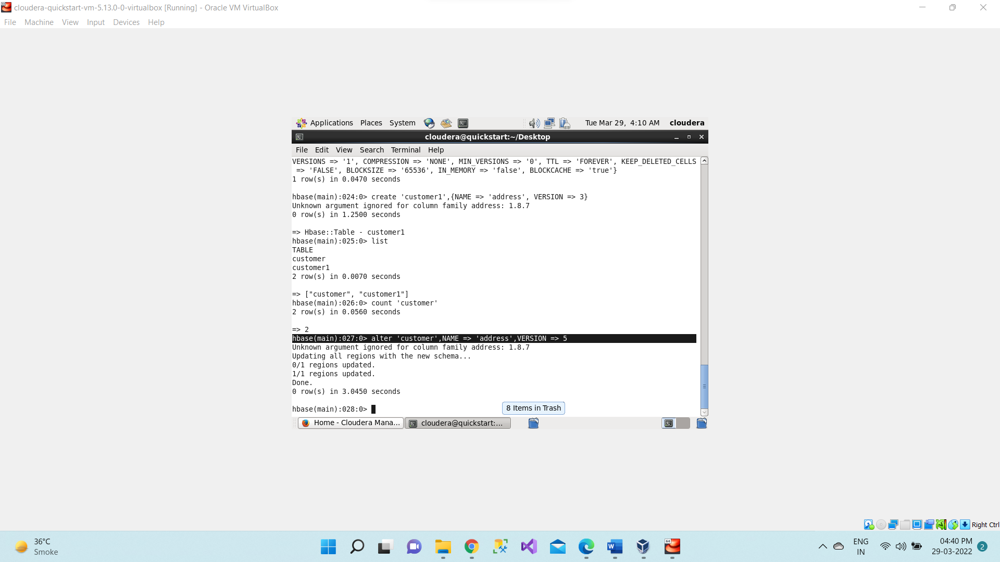 cloudera-quickstart-vm-5.13.0-0-virtualbox [Running] - Oracle VM VirtualBox
File Machine View Input Devices Help
Applications Places System Tue Mar 29, 4:10 AM cloudera
cloudera@quickstart:~/Desktop
File Edit View Search Terminal Help
VERSIONS => '1', COMPRESSION => 'NONE', MIN_VERSIONS => '0', TTL => 'FOREVER', KEEP_DELETED_CELLS
=> 'FALSE', BLOCKSIZE => '65536', IN_MEMORY => 'false', BLOCKCACHE => 'true'}
1 row(s) in 0.0470 seconds
hbase(main):024:0> create 'customer1',{NAME => 'address', VERSION => 3}
Unknown argument ignored for column family address: 1.8.7
0 row(s) in 1.2500 seconds
=> Hbase::Table - customer1
hbase(main):025:0> list
TABLE
customer
customer1
2 row(s) in 0.0070 seconds
=> ["customer", "customer1"]
hbase(main):026:0> count 'customer'
2 row(s) in 0.0560 seconds
=> 2
hbase(main):027:0> alter 'customer',NAME => 'address',VERSION => 5
Unknown argument ignored for column family address: 1.8.7
Updating all regions with the new schema...
0/1 regions updated.
1/1 regions updated.
Done.
0 row(s) in 3.0450 seconds
hbase(main):028:0>
8 Items in Trash
Home - Cloudera Mana... cloudera@quickstart:...
Right Ctrl
36°C
Smoke
ENG
IN
04:40 PM
29-03-2022
2